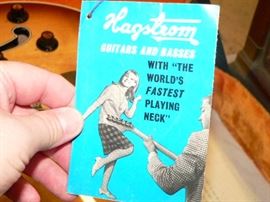 Hagstrom
GUITARS AND BASSES
WITH "THE
WORLD'S
FASTEST
PLAYING
NECK"